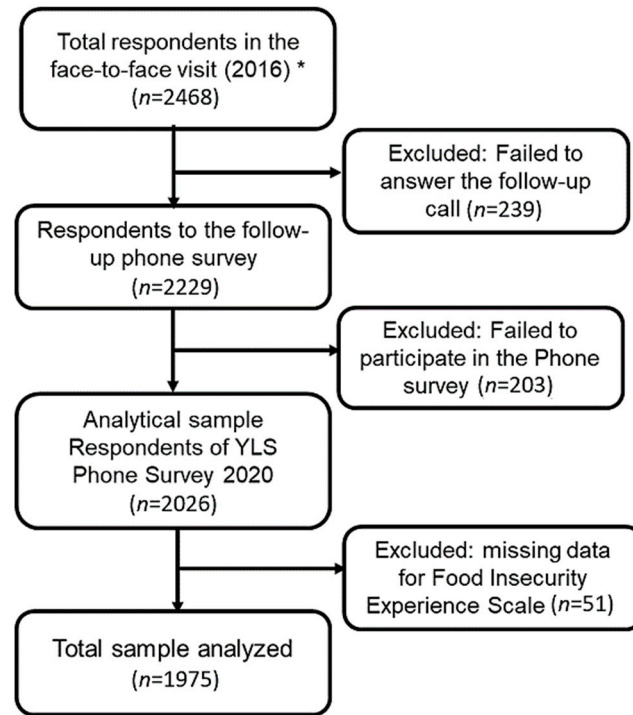 Total respondents in the
face-to-face visit (2016) *
(n=2468)
Excluded: Failed to
answer the follow-up
call (n=239)
Respondents to the follow-
up phone survey
(n=2229)
Excluded: Failed to
participate in the Phone
survey (n=203)
Analytical sample
Respondents of YLS
Phone Survey 2020
(n=2026)
Excluded: missing data
for Food Insecurity
Experience Scale (n=51)
Total sample analyzed
(n=1975)